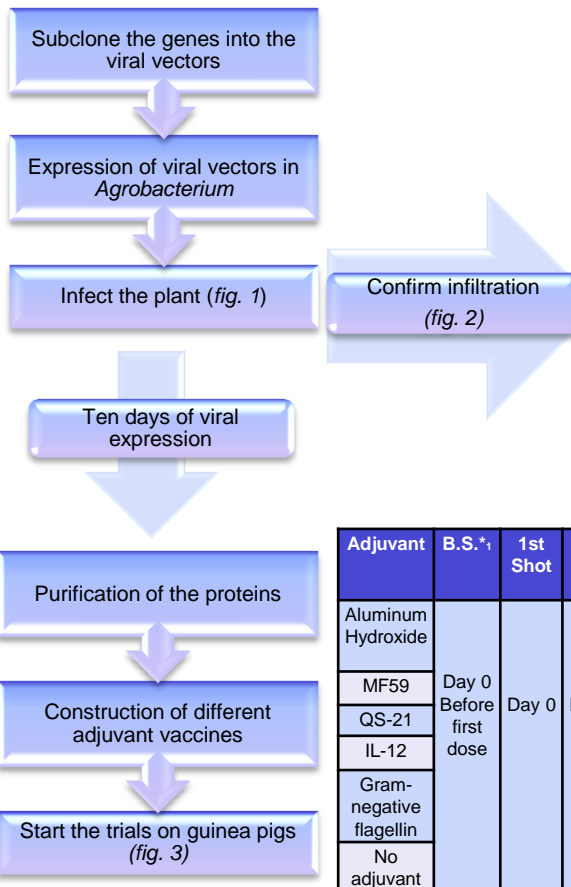 Subclone the genes into the
viral vectors
Expression of viral vectors in
Agrobacterium
Infect the plant (fig. 1)
Confirm infiltration
(fig. 2)
Ten days of viral
expression
Purification of the proteins
Construction of different
adjuvant vaccines
Start the trials on guinea pigs
(fig. 3)
Adjuvant
B.S.*1
1st
Shot
Aluminum
Hydroxide
MF59
QS-21
IL-12
Gram-
negative
flagellin
No
adjuvant
Day 0
Before
first
dose
Day 0